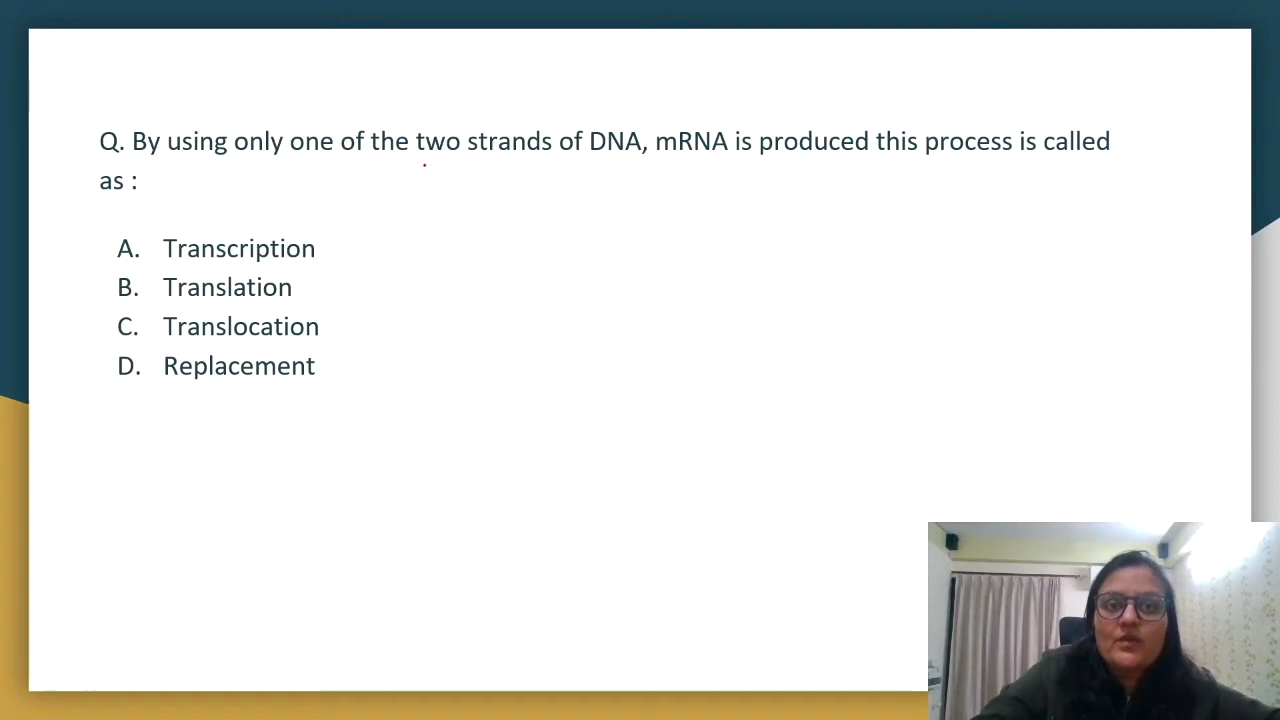 Q. By using only one of the two strands of DNA, mRNA is produced this process is called
as :
A. Transcription
B. Translation
C. Translocation
D. Replacement